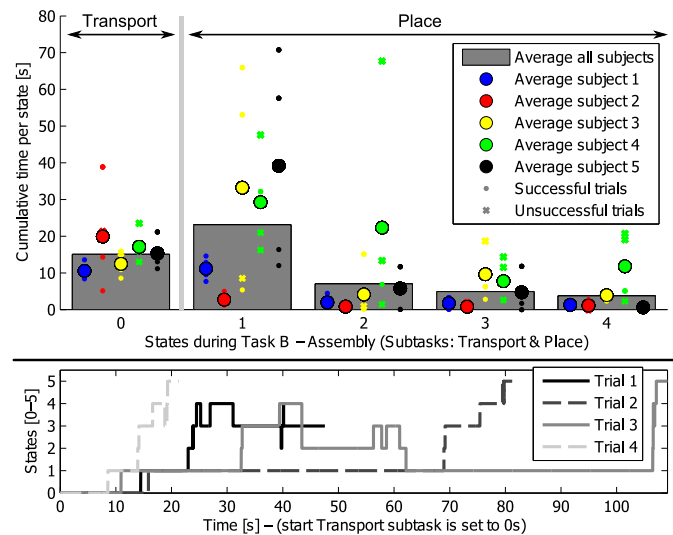 Transport
Place
Cumulative time per state [s]
80
70
60
50
40
30
20
10
0
Average all subjects
Average subject 1
Average subject 2
Average subject 3
Average subject 4
Average subject 5
Successful trials
Unsuccessful trials
0 1 2 3 4
States during Task B – Assembly (Subtasks: Transport & Place)
States [0–5]
5
4
3
2
1
0
Trial 1
Trial 2
Trial 3
Trial 4
0 10 20 30 40 50 60 70 80 90 100
Time [s] – (start Transport subtask is set to 0s)